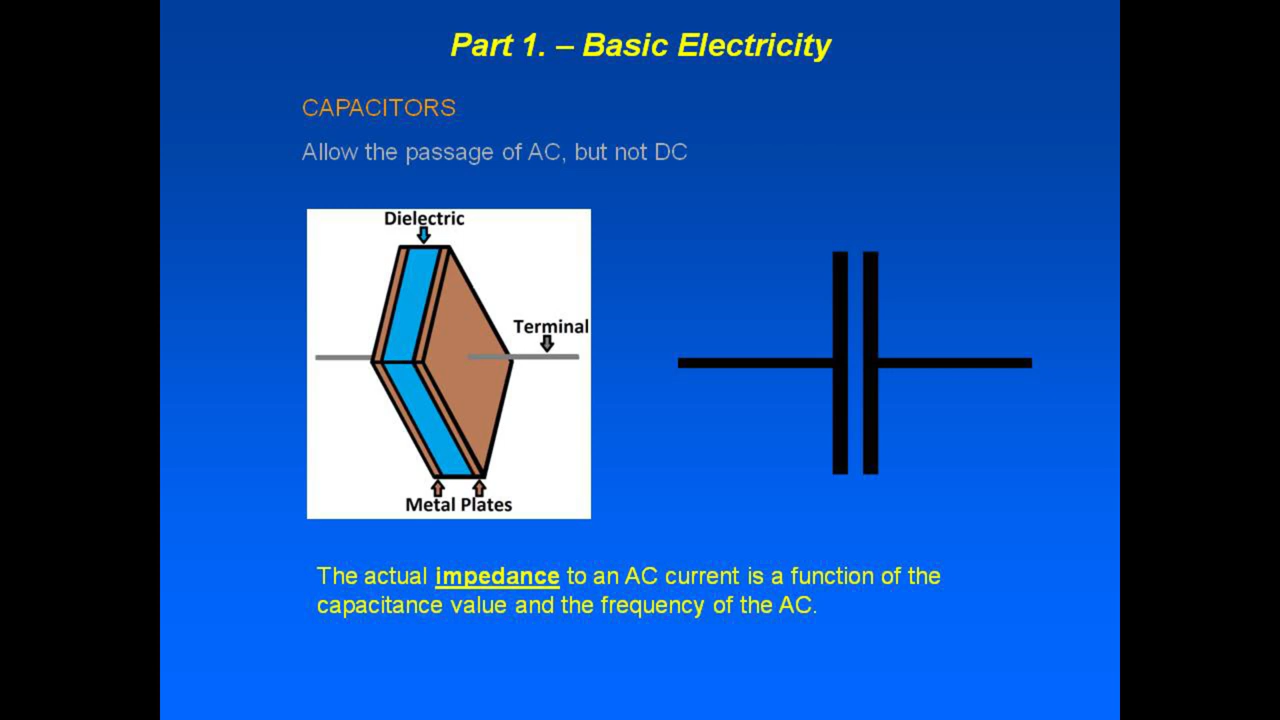 Part 1. – Basic Electricity
CAPACITORS
Allow the passage of AC, but not DC
Dielectric
Terminal
Metal Plates
The actual impedance to an AC current is a function of the
capacitance value and the frequency of the AC.